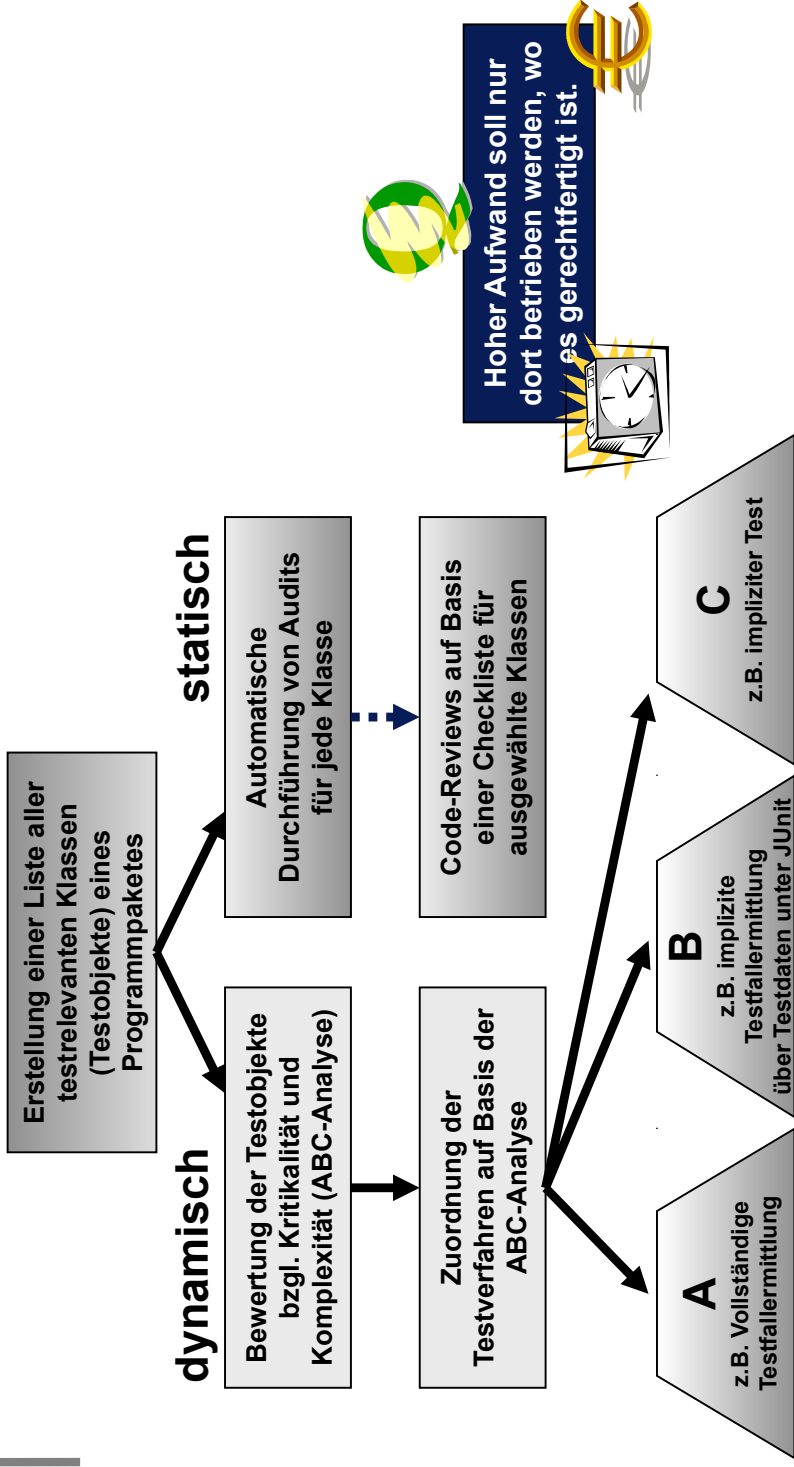 Erstellung einer Liste aller
testrelevanten Klassen
(Testobjekte) eines
Programmpaketes
dynamisch
statisch
Bewertung der Testobjekte
bzgl. Kritikalität und
Komplexität (ABC-Analyse)
Automatische
Durchführung von Audits
für jede Klasse
Zuordnung der
Testverfahren auf Basis der
ABC-Analyse
Code-Reviews auf Basis
einer Checkliste für
ausgewählte Klassen
A
z.B. Vollständige
Testfallermittlung
B
z.B. implizite
Testfallermittlung
über Testdaten unter JUnit
C
z.B. impliziter Test
Hoher Aufwand soll nur
dort betrieben werden, wo
es gerechtfertigt ist.